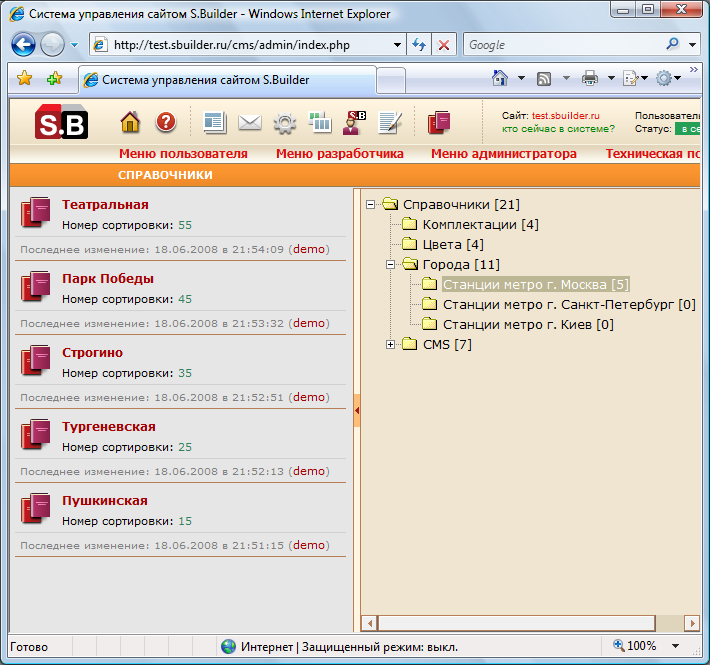 Система управления сайтом S.Builder - Windows Internet Explorer
http://test.sbuilder.ru/cms/admin/index.php
Google
Система управления сайтом S.Builder
S.B
S.B
Сайт: test.sbuilder.ru
Пользователь
кто сейчас в системе?
Статус: в се
Меню пользователя Меню разработчика Меню администратора Техническая по
СПРАВОЧНИКИ
Театральная
Номер сортировки: 55
Последнее изменение: 18.06.2008 в 21:54:09 (demo)
Парк Победы
Номер сортировки: 45
Последнее изменение: 18.06.2008 в 21:53:32 (demo)
Строгино
Номер сортировки: 35
Последнее изменение: 18.06.2008 в 21:52:51 (demo)
Тургеневская
Номер сортировки: 25
Последнее изменение: 18.06.2008 в 21:52:13 (demo)
Пушкинская
Номер сортировки: 15
Последнее изменение: 18.06.2008 в 21:51:15 (demo)
Справочники [21]
Комплектации [4]
Цвета [4]
Города [11]
Станции метро г. Москва [5]
Станции метро г. Санкт-Петербург [0]
Станции метро г. Киев [0]
CMS [7]
Готово
Интернет | Защищенный режим: выкл.
100%